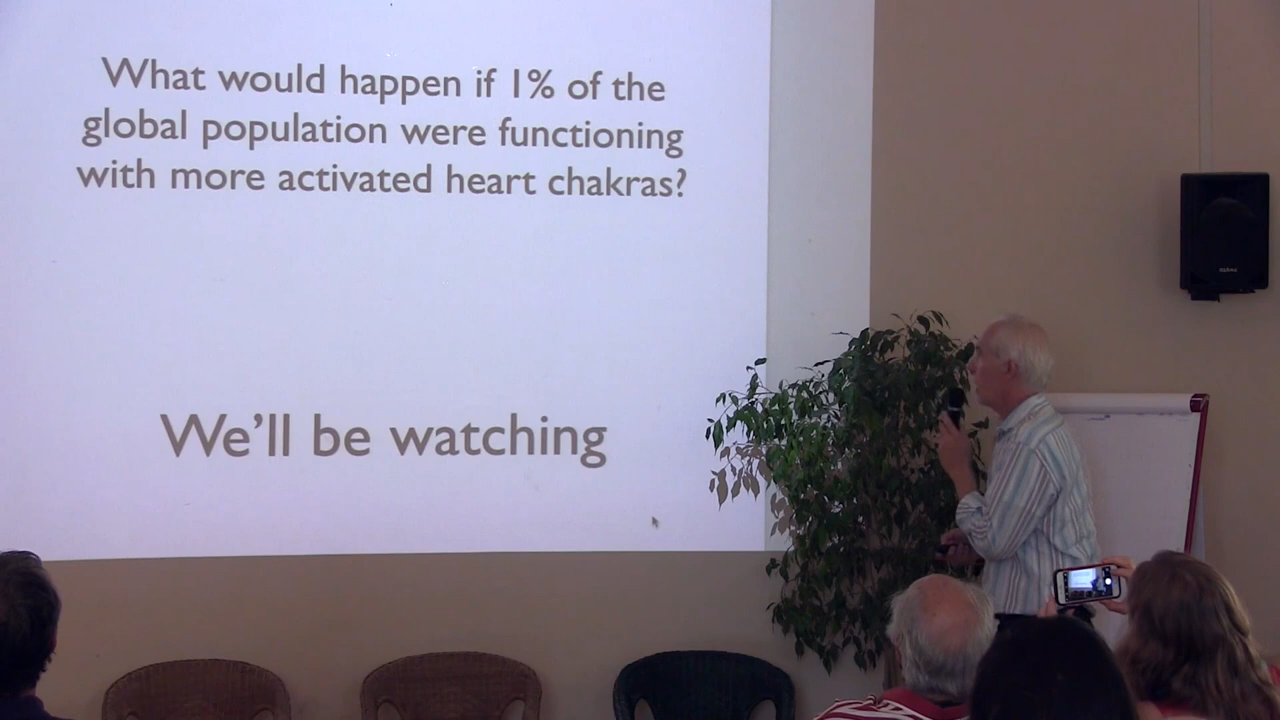 What would happen if 1% of the
global population were functioning
with more activated heart chakras?
We'll be watching